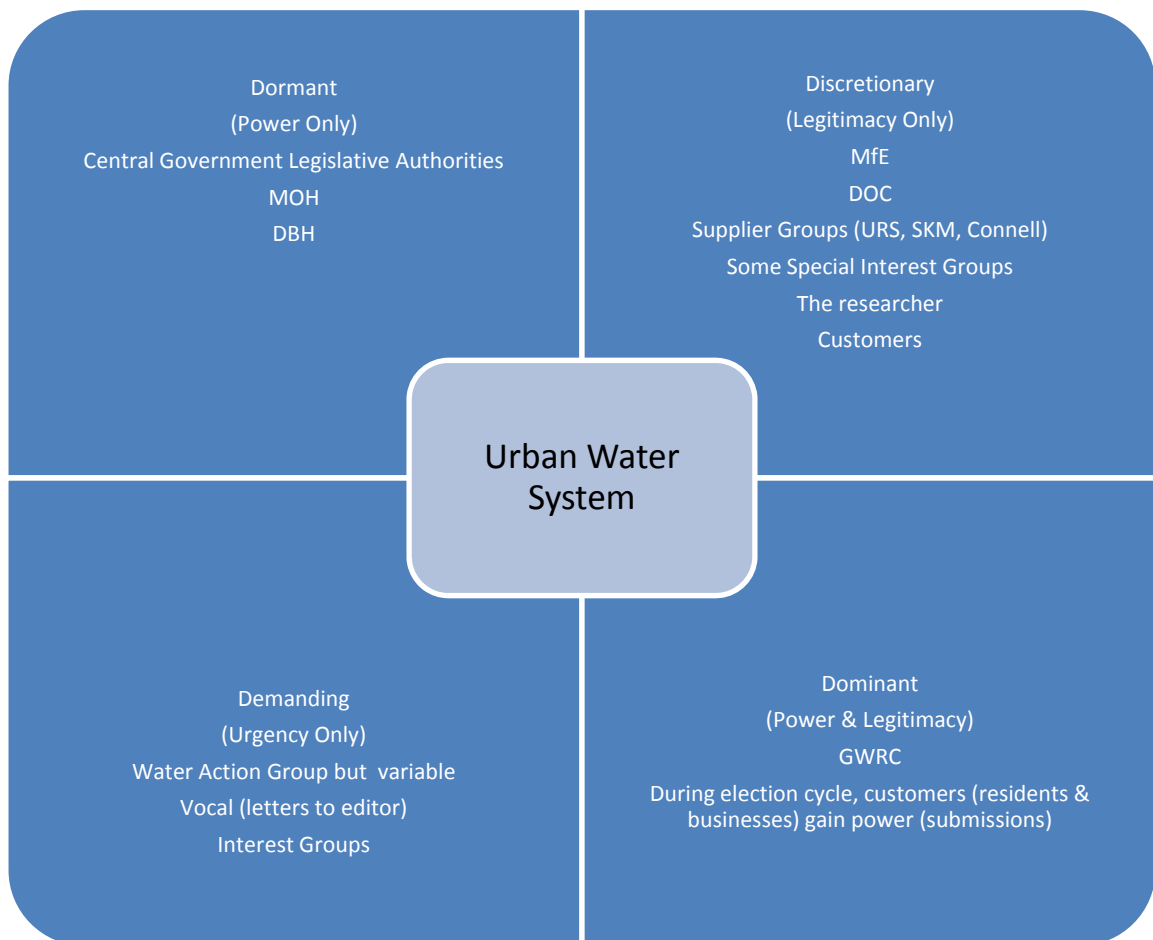 Dormant
(Power Only)
Central Government Legislative Authorities
MOH
DBH
Discretionary
(Legitimacy Only)
MfE
DOC
Supplier Groups (URS, SKM, Connell)
Some Special Interest Groups
The researcher
Customers
Urban Water
System
Demanding
(Urgency Only)
Water Action Group but variable
Vocal (letters to editor)
Interest Groups
Dominant
(Power & Legitimacy)
GWRC
During election cycle, customers (residents &
businesses) gain power (submissions)